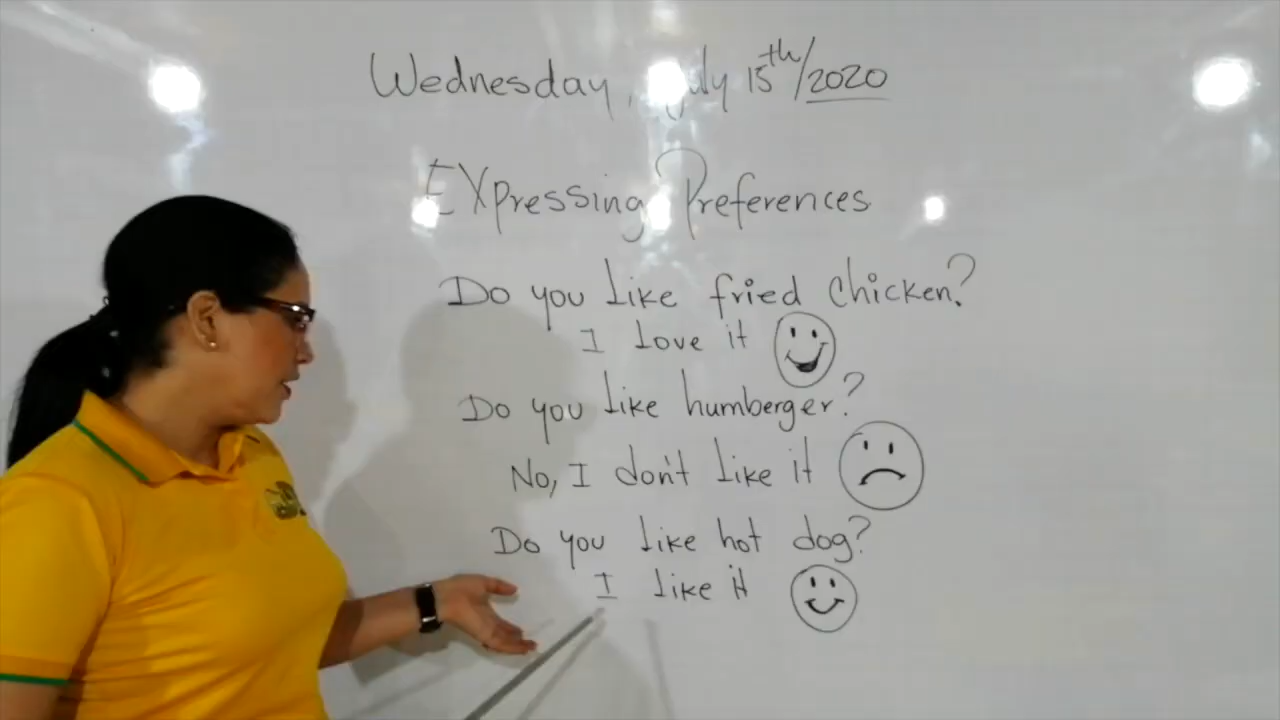 Wednesday, July 15th/2020
Expressing Preferences
Do you like fried chicken?
I love it
Do you like humberger?
No, I don't like it
Do you like hot dog?
I like it